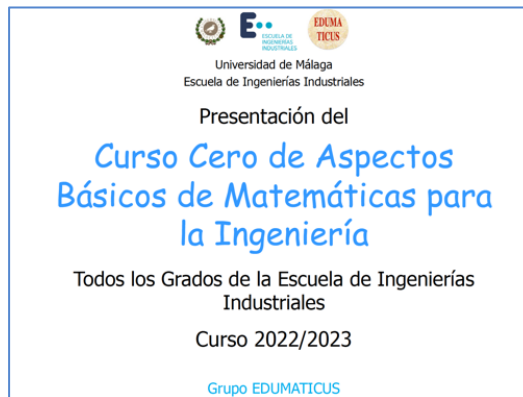 E
ESCUELA DE
INGENIERÍAS
INDUSTRIALES
EDUMA
TICUS
Universidad de Málaga
Escuela de Ingenierías Industriales
Presentación del
Curso Cero de Aspectos
Básicos de Matemáticas para
la Ingeniería
Todos los Grados de la Escuela de Ingenierías
Industriales
Curso 2022/2023
Grupo EDUMATICUS